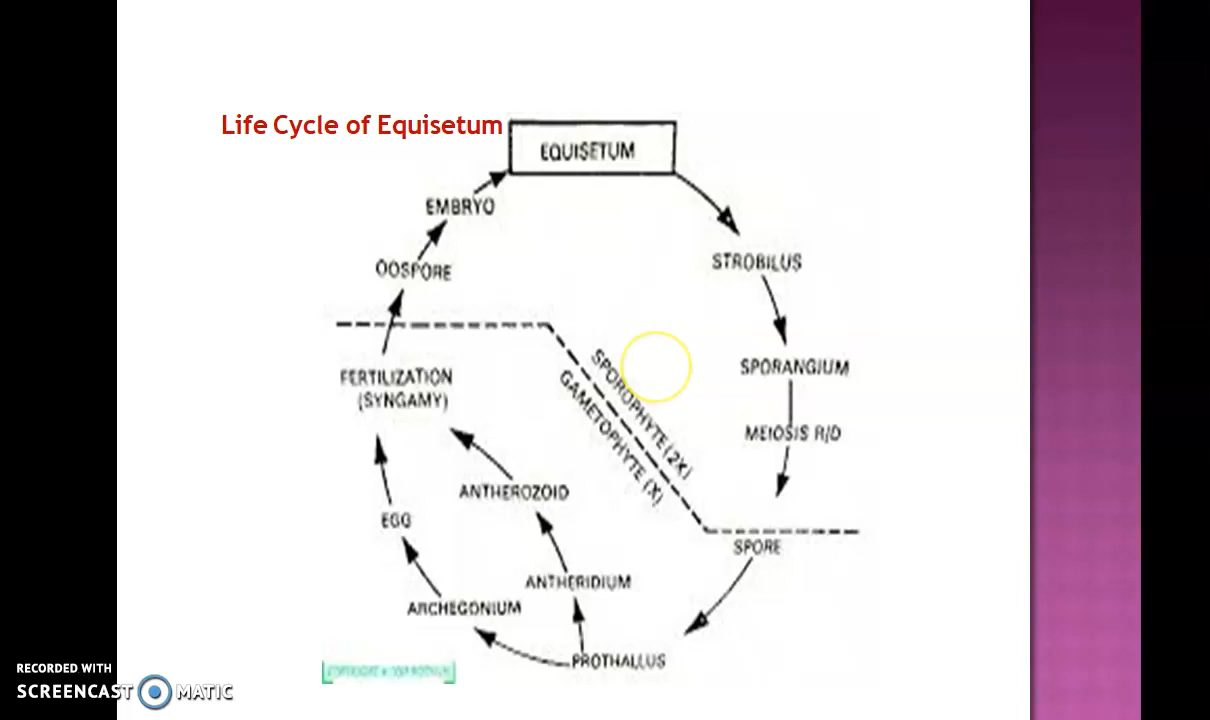 Life Cycle of Equisetum
EQUISETUM
EMBRYO
STROBILUS
OOSPORE
SPORANGIUM
SPOROPHYTE (2X)
GAMETOPHYTE (X)
FERTILIZATION
(SYNGAMY)
MEIOSIS R/D
ANTHEROZOID
EGG
SPORE
ANTHERIDIUM
ARCHEGONIUM
PROTHALLUS
RECORDED WITH
SCREENCAST MATIC